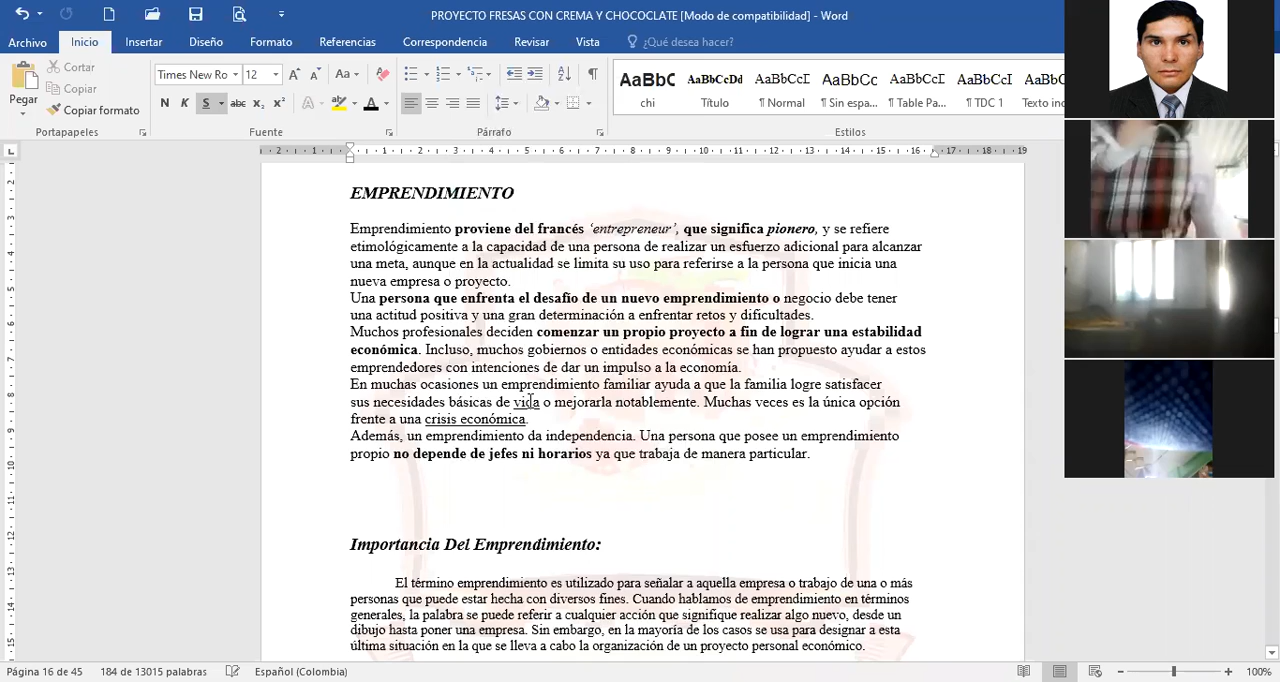 PROYECTO FRESAS CON CREMA Y CHOCOCLATE [Modo de compatibilidad] - Word
Archivo Inicio Insertar Diseño Formato Referencias Correspondencia Revisar Vista ¿Qué desea hacer?
Cortar
Copiar
Pegar Copiar formato
Times New Ro 12
AaBbC AaBbCcDd AaBbCcI AaBbCc AaBbCcI AaBbCcI AaBbC
chi Título ¶ Normal ¶ Sin espa... ¶ Table Pa... ¶ TDC 1 Texto ind
Portapapeles Fuente Párrafo Estilos
EMPRENDIMIENTO
Emprendimiento proviene del francés ‘entrepreneur’, que significa pionero, y se refiere
etimológicamente a la capacidad de una persona de realizar un esfuerzo adicional para alcanzar
una meta, aunque en la actualidad se limita su uso para referirse a la persona que inicia una
nueva empresa o proyecto.
Una persona que enfrenta el desafío de un nuevo emprendimiento o negocio debe tener
una actitud positiva y una gran determinación a enfrentar retos y dificultades.
Muchos profesionales deciden comenzar un propio proyecto a fin de lograr una estabilidad
económica. Incluso, muchos gobiernos o entidades económicas se han propuesto ayudar a estos
emprendedores con intenciones de dar un impulso a la economía.
En muchas ocasiones un emprendimiento familiar ayuda a que la familia logre satisfacer
sus necesidades básicas de vida o mejorarla notablemente. Muchas veces es la única opción
frente a una crisis económica.
Además, un emprendimiento da independencia. Una persona que posee un emprendimiento
propio no depende de jefes ni horarios ya que trabaja de manera particular.
Importancia Del Emprendimiento:
El término emprendimiento es utilizado para señalar a aquella empresa o trabajo de una o más
personas que puede estar hecha con diversos fines. Cuando hablamos de emprendimiento en términos
generales, la palabra se puede referir a cualquier acción que signifique realizar algo nuevo, desde un
dibujo hasta poner una empresa. Sin embargo, en la mayoría de los casos se usa para designar a esta
última situación en la que se lleva a cabo la organización de un proyecto personal económico.
Página 16 de 45 184 de 13015 palabras Español (Colombia) 100%